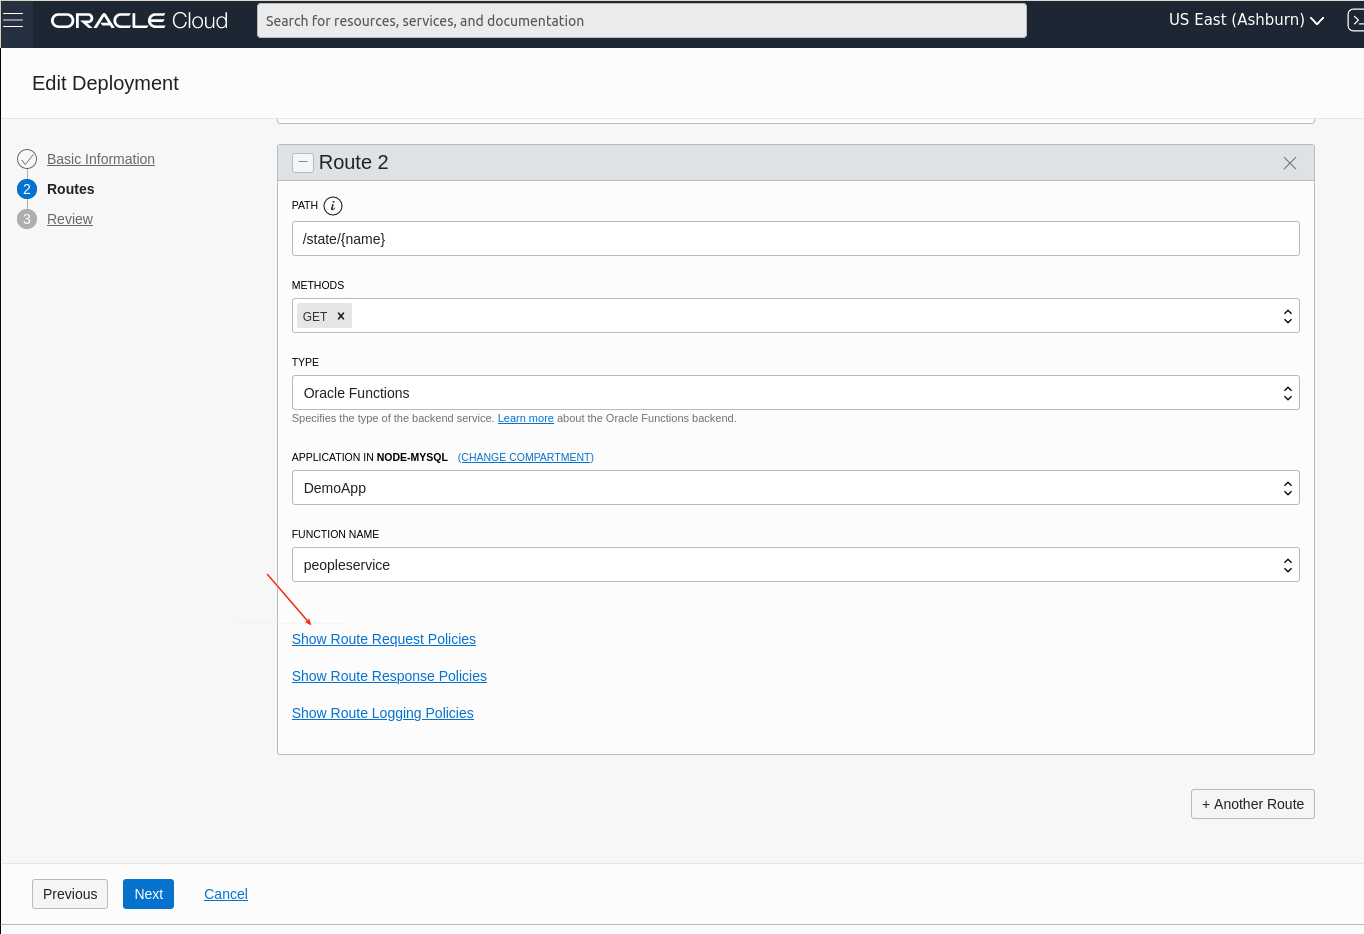 ORACLE Cloud
Search for resources, services, and documentation
US East (Ashburn)
Edit Deployment
Basic Information
2 Routes
3 Review
Route 2
PATH i
/state/{name}
METHODS
GET ×
TYPE
Oracle Functions
Specifies the type of the backend service. Learn more about the Oracle Functions backend.
APPLICATION IN NODE-MYSQL (CHANGE COMPARTMENT)
DemoApp
FUNCTION NAME
peopleservice
Show Route Request Policies
Show Route Response Policies
Show Route Logging Policies
+ Another Route
Previous
Next
Cancel